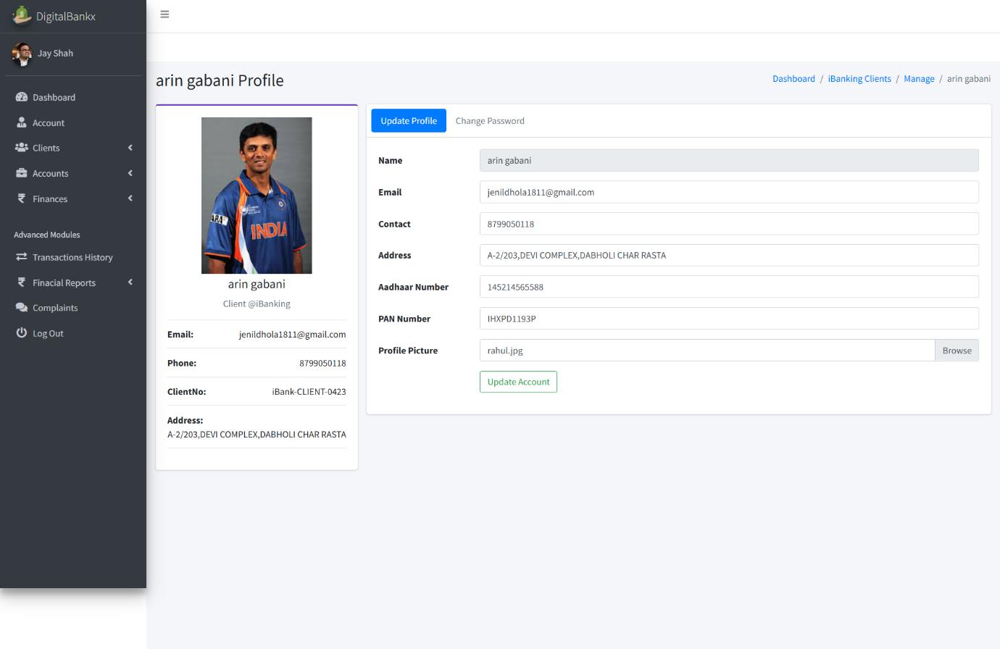 DigitalBankx
Jay Shah
Dashboard
Account
Clients
Accounts
Finances
Advanced Modules
Transactions History
Finacial Reports
Complaints
Log Out
arin gabani Profile
Dashboard / iBanking Clients / Manage / arin gabani
ARA
INDIA
arin gabani
Client @iBanking
Email: jenildhola1811@gmail.com
Phone: 8799050118
ClientNo: iBank-CLIENT-0423
Address:
A-2/203,DEVI COMPLEX,DABHOLI CHAR RASTA
Update Profile Change Password
Name arin gabani
Email jenildhola1811@gmail.com
Contact 8799050118
Address A-2/203,DEVI COMPLEX,DABHOLI CHAR RASTA
Aadhaar Number 145214565588
PAN Number IHXPD1193P
Profile Picture rahul.jpg Browse
Update Account